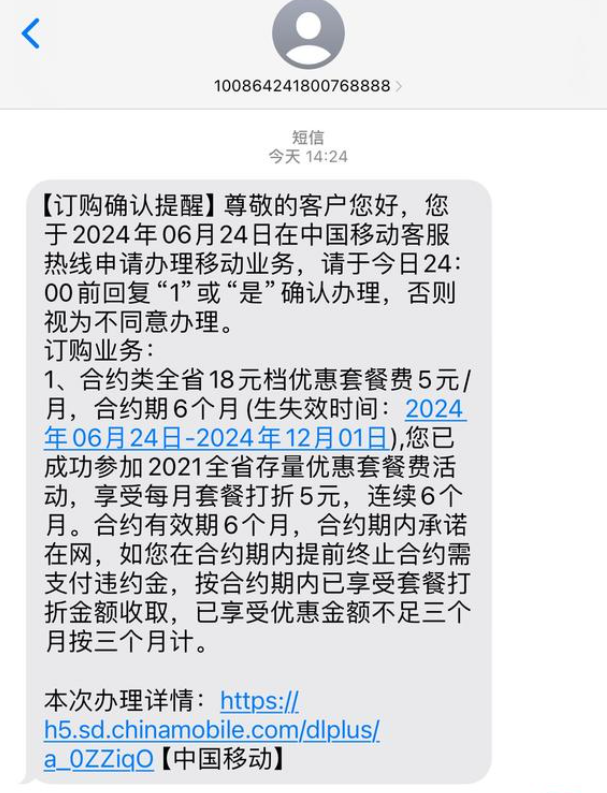 100864241800768888
短信
今天 14:24
【订购确认提醒】尊敬的客户您好，您
于2024年06月24日在中国移动客服
热线申请办理移动业务，请于今日24：
00前回复“1”或“是”确认办理，否则
视为不同意办理。
订购业务：
1、合约类全省18元档优惠套餐费5元/
月，合约期6个月(生失效时间：2024
年06月24日-2024年12月01日),您已
成功参加2021全省存量优惠套餐费活
动，享受每月套餐打折5元，连续6个
月。合约有效期6个月，合约期内承诺
在网，如您在合约期内提前终止合约需
支付违约金，按合约期内已享受套餐打
折金额收取，已享受优惠金额不足三个
月按三个月计。
本次办理详情：https://
h5.sd.chinamobile.com/dlplus/
a_0ZZiqO【中国移动】